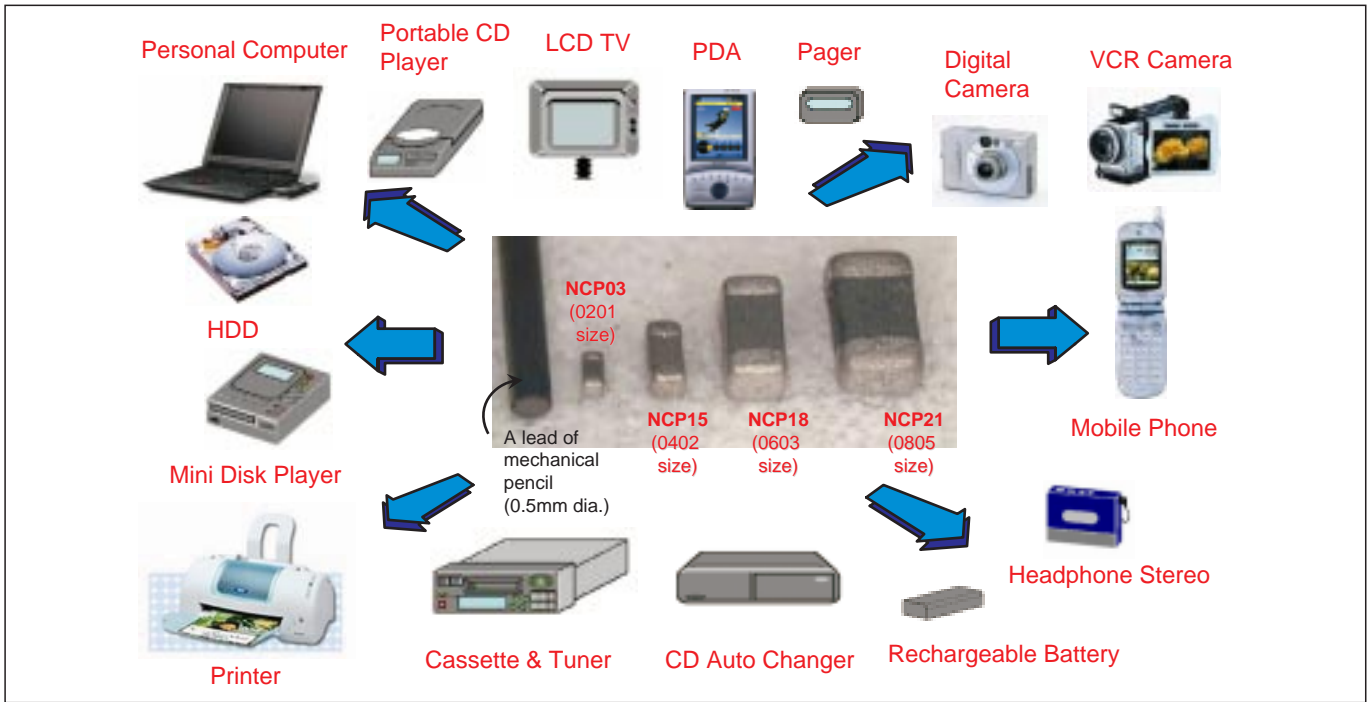 Personal Computer
Portable CD
Player
LCD TV
PDA
Pager
Digital
Camera
VCR Camera
HDD
NCP03
(0201
size)
NCP15
(0402
size)
NCP18
(0603
size)
NCP21
(0805
size)
A lead of
mechanical
pencil
(0.5mm dia.)
Mobile Phone
Mini Disk Player
Headphone Stereo
Printer
Cassette & Tuner
CD Auto Changer
Rechargeable Battery